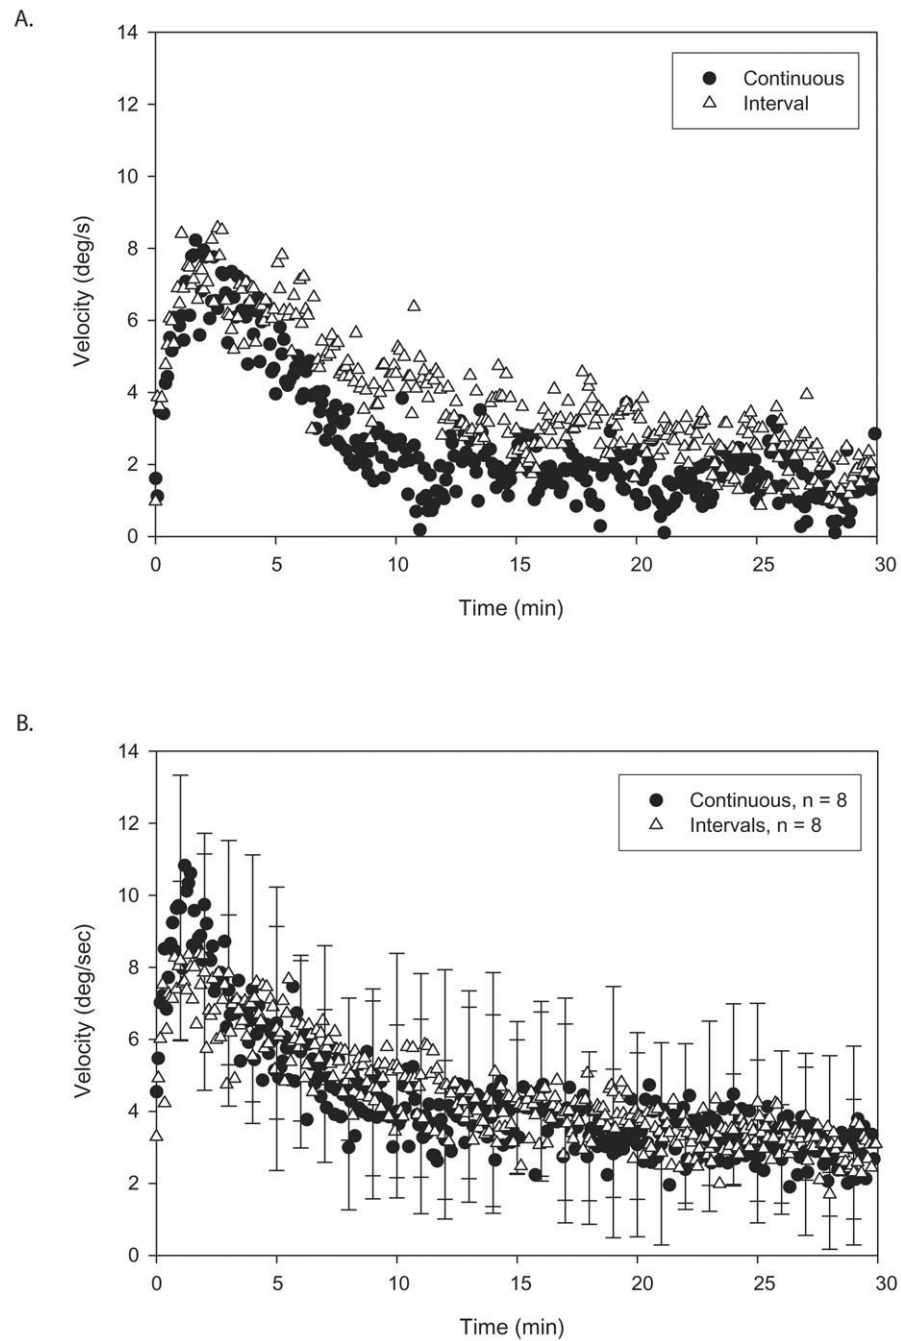 A.
14
12
10
8
6
4
2
0
Velocity (deg/s)
Continuous
Interval
0 5 10 15 20 25 30
Time (min)
B.
14
12
10
8
6
4
2
0
Velocity (deg/sec)
Continuous, n = 8
Intervals, n = 8
0 5 10 15 20 25 30
Time (min)